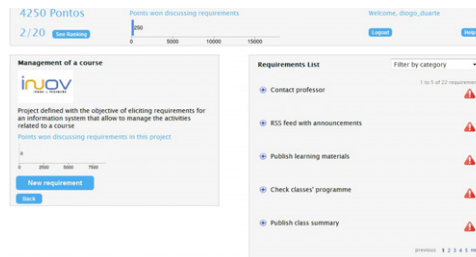 4250 Pontos
Points won discussing requirements
Welcome, diogo_duarte
250
2/20 See Ranking
0 5000 10000 15000
Logout
Help
Management of a course
inov
Project defined with the objective of eliciting requirements for
an information system that allow to manage the activities
related to a course
Points won discussing requirements in this project
0
0 2500 5000 7500
New requirement
Back
Requirements List
Filter by category
1 to 5 of 22 requiremen
Contact professor
RSS feed with announcements
Publish learning materials
Check classes' programme
Publish class summary
previous 1 2 3 4 5 ne